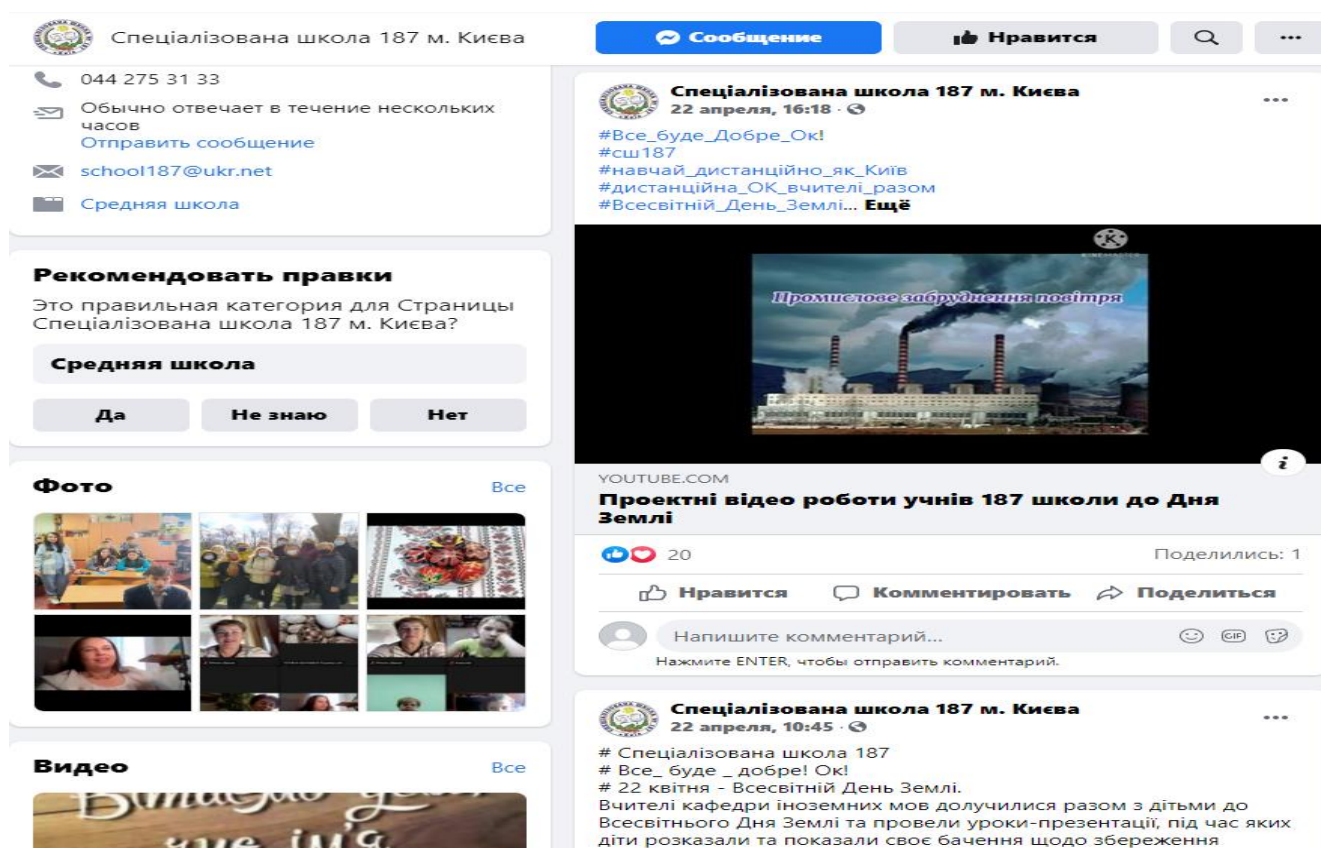 Спеціалізована школа 187 м. Києва
Сообщение
Нравится
044 275 31 33
Обычно отвечает в течение нескольких
часов
Отправить сообщение
school187@ukr.net
Средняя школа
Рекомендовать правки
Это правильная категория для Страницы
Спеціалізована школа 187 м. Києва?
Средняя школа
Да
Не знаю
Нет
Фото
Все
Видео
Все
Спеціалізована школа 187 м. Києва
22 апреля, 16:18
#Все_буде_Добре_Ок!
#сш187
#навчай_дистанційно_як_Київ
#дистанційна_ОК_вчителі_разом
#Всесвітній_День_Землі... Ещё
KINEMASTER
Промислове забруднення повітря
YOUTUBE.COM
Проектні відео роботи учнів 187 школи до Дня
Землі
20
Поделились: 1
Нравится
Комментировать
Поделиться
Напишите комментарий...
GIF
Нажмите ENTER, чтобы отправить комментарий.
Спеціалізована школа 187 м. Києва
22 апреля, 10:45
# Спеціалізована школа 187
# Все_ буде _ добре! Ок!
# 22 квітня - Всесвітній День Землі.
Вчителі кафедри іноземних мов долучилися разом з дітьми до
Всесвітнього Дня Землі та провели уроки-презентації, під час яких
діти розказали та показали своє бачення щодо збереження